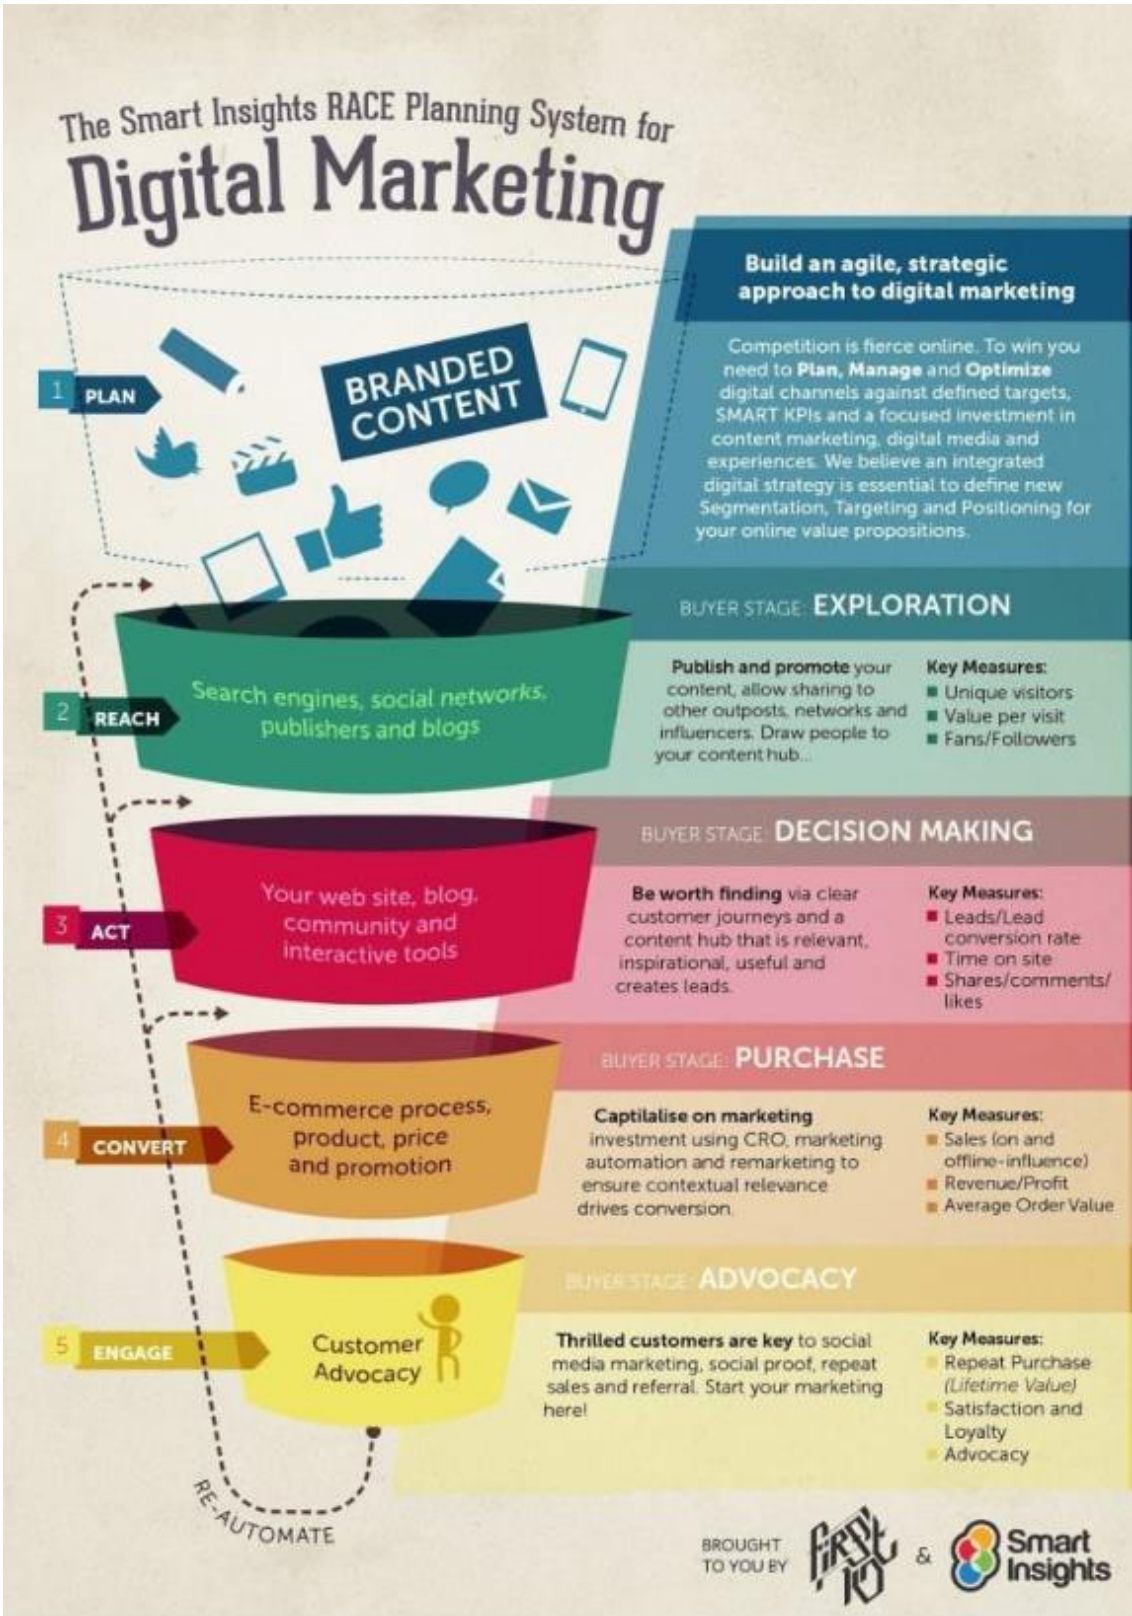 The Smart Insights RACE Planning System for
Digital Marketing
Build an agile, strategic
approach to digital marketing
Competition is fierce online. To win you
need to Plan, Manage and Optimize
digital channels against defined targets,
SMART KPIs and a focused investment in
content marketing, digital media and
experiences. We believe an integrated
digital strategy is essential to define new
Segmentation, Targeting and Positioning for
your online value propositions.
1 PLAN
BRANDED
CONTENT
BUYER STAGE: EXPLORATION
2 REACH
Search engines, social networks,
publishers and blogs
Publish and promote your
content, allow sharing to
other outposts, networks and
influencers. Draw people to
your content hub...
Key Measures:
Unique visitors
Value per visit
Fans/Followers
BUYER STAGE: DECISION MAKING
3 ACT
Your web site, blog,
community and
interactive tools
Be worth finding via clear
customer journeys and a
content hub that is relevant,
inspirational, useful and
creates leads.
Key Measures:
Leads/Lead
conversion rate
Time on site
Shares/comments/
likes
BUYER STAGE: PURCHASE
4 CONVERT
E-commerce process,
product, price
and promotion
Captilalise on marketing
investment using CRO, marketing
automation and remarketing to
ensure contextual relevance
drives conversion.
Key Measures:
Sales (on and
offline-influence)
Revenue/Profit
Average Order Value
BUYER STAGE: ADVOCACY
5 ENGAGE
Customer
Advocacy
Thrilled customers are key to social
media marketing, social proof, repeat
sales and referral. Start your marketing
here!
Key Measures:
Repeat Purchase
(Lifetime Value)
Satisfaction and
Loyalty
Advocacy
RE-AUTOMATE
BROUGHT
TO YOU BY
FIRST
10
&
Smart
Insights